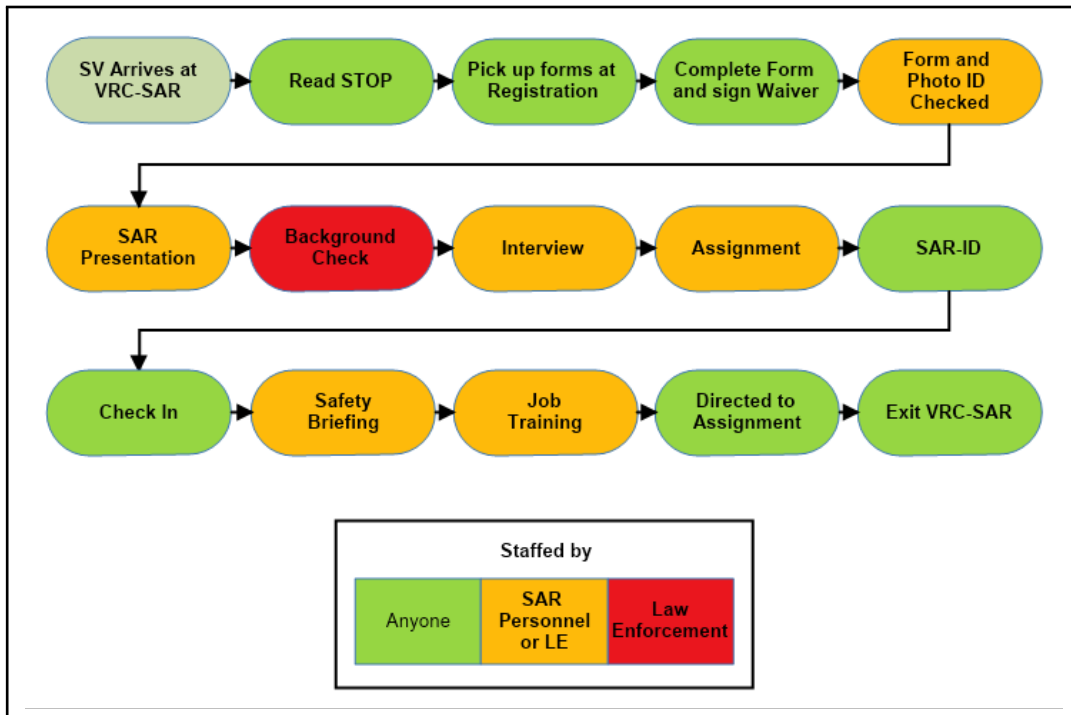 SV Arrives at
VRC-SAR
Read STOP
Pick up forms at
Registration
Complete Form
and sign Waiver
Form and
Photo ID
Checked
SAR
Presentation
Background
Check
Interview
Assignment
SAR-ID
Check In
Safety
Briefing
Job
Training
Directed to
Assignment
Exit VRC-SAR
Staffed by
Anyone
SAR
Personnel
or LE
Law
Enforcement